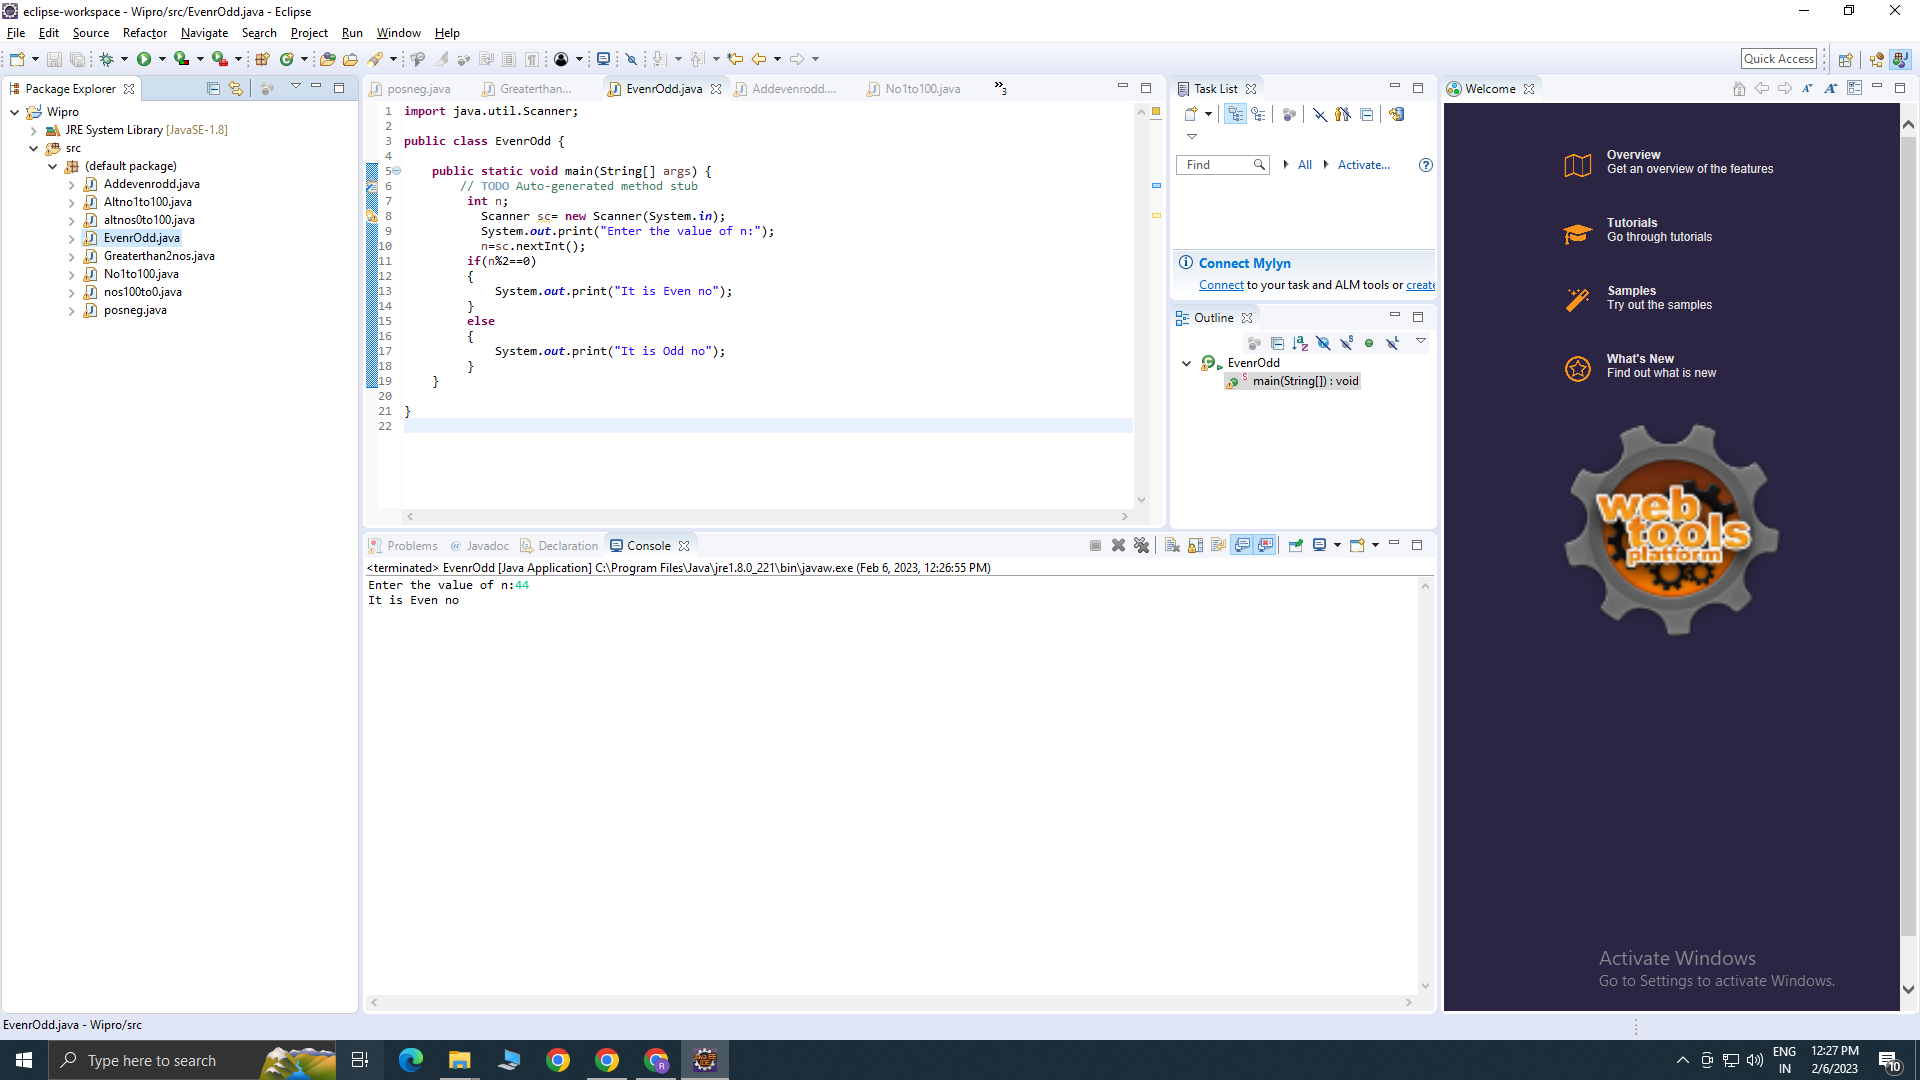 eclipse-workspace - Wipro/src/EvenrOdd.java - Eclipse
File Edit Source Refactor Navigate Search Project Run Window Help
Quick Access
Package Explorer
Wipro
JRE System Library [JavaSE-1.8]
src
(default package)
Addevenrodd.java
Altno1to100.java
altnos0to100.java
EvenrOdd.java
Greaterthan2nos.java
No1to100.java
nos100to0.java
posneg.java
posneg.java Greaterthan... EvenrOdd.java Addevenrodd.... No1to100.java »3
1 import java.util.Scanner;
2
3 public class EvenrOdd {
4
5 public static void main(String[] args) {
6 // TODO Auto-generated method stub
7 int n;
8 Scanner sc= new Scanner(System.in);
9 System.out.print("Enter the value of n:");
10 n=sc.nextInt();
11 if(n%2==0)
12 {
13 System.out.print("It is Even no");
14 }
15 else
16 {
17 System.out.print("It is Odd no");
18 }
19 }
20
21 }
22
Task List
Find All Activate...
Connect Mylyn
Connect to your task and ALM tools or create
Outline
EvenrOdd
main(String[]) : void
Problems Javadoc Declaration Console
<terminated> EvenrOdd [Java Application] C:\Program Files\Java\jre1.8.0_221\bin\javaw.exe (Feb 6, 2023, 12:26:55 PM)
Enter the value of n:44
It is Even no
Welcome
Overview
Get an overview of the features
Tutorials
Go through tutorials
Samples
Try out the samples
What's New
Find out what is new
web
tools
platform
Activate Windows
Go to Settings to activate Windows.
EvenrOdd.java - Wipro/src
Type here to search
ENG
IN
12:27 PM
2/6/2023
10